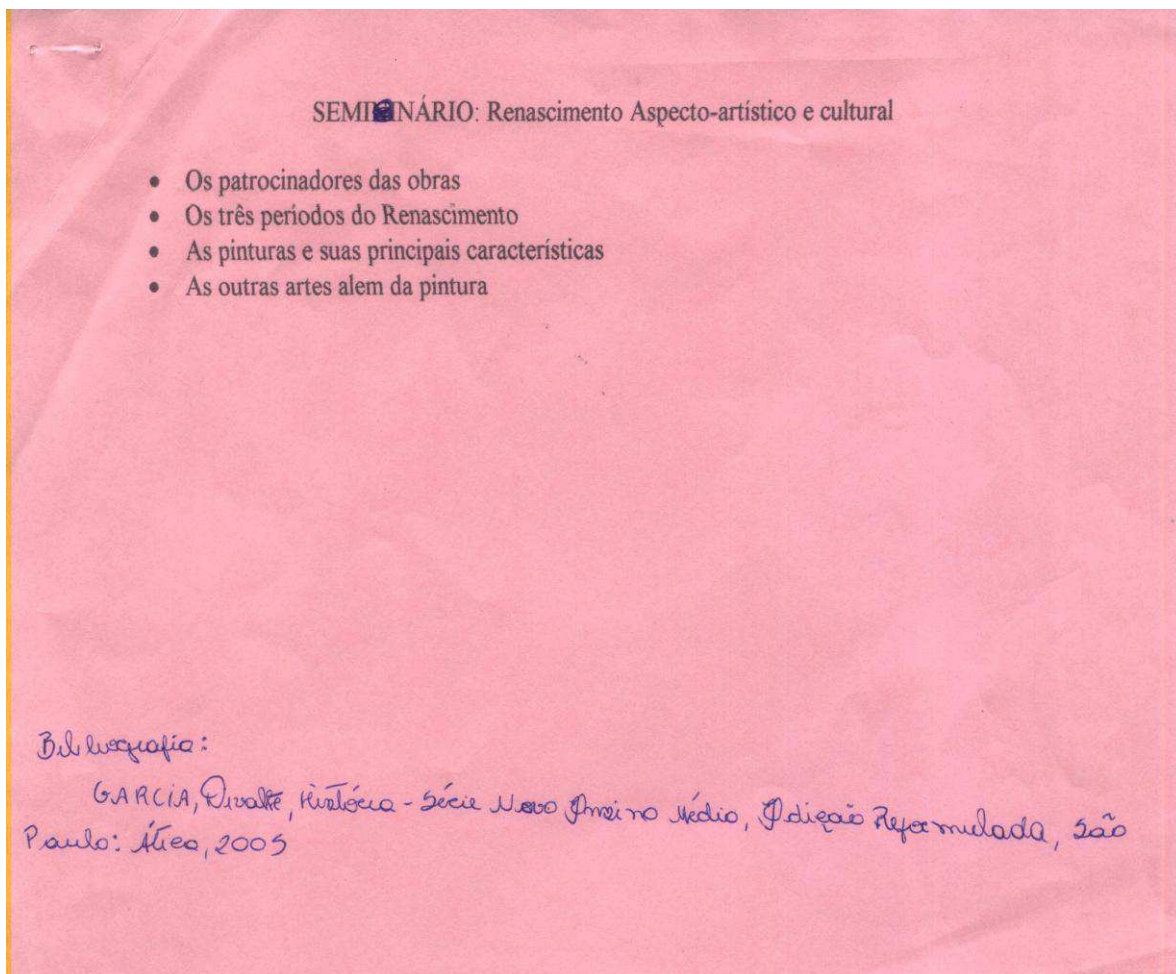 SEMINÁRIO: Renascimento Aspecto-artístico e cultural
• Os patrocinadores das obras
• Os três períodos do Renascimento
• As pinturas e suas principais características
• As outras artes alem da pintura
Bibliografia:
GARCIA, Divalte, História - Série Novo Ensino Médio, Edição Reformulada, São
Paulo: Ática, 2005